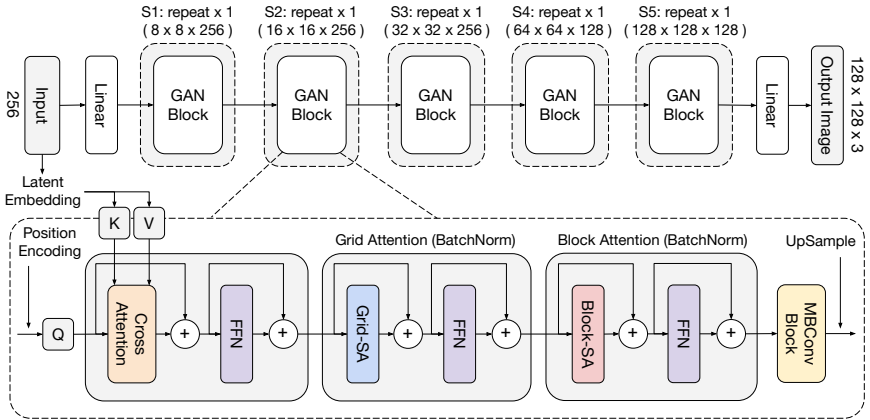 S1: repeat x 1
( 8 x 8 x 256 )
S2: repeat x 1
( 16 x 16 x 256 )
S3: repeat x 1
( 32 x 32 x 256 )
S4: repeat x 1
( 64 x 64 x 128 )
S5: repeat x 1
( 128 x 128 x 128 )
256
Input
Linear
GAN
Block
GAN
Block
GAN
Block
GAN
Block
GAN
Block
Linear
Output Image
128 x 128 x 3
Latent
Embedding
K
V
Position
Encoding
Grid Attention (BatchNorm)
Block Attention (BatchNorm)
UpSample
Q
Cross
Attention
+
FFN
+
Grid-SA
+
FFN
+
Block-SA
+
FFN
+
MBConv
Block